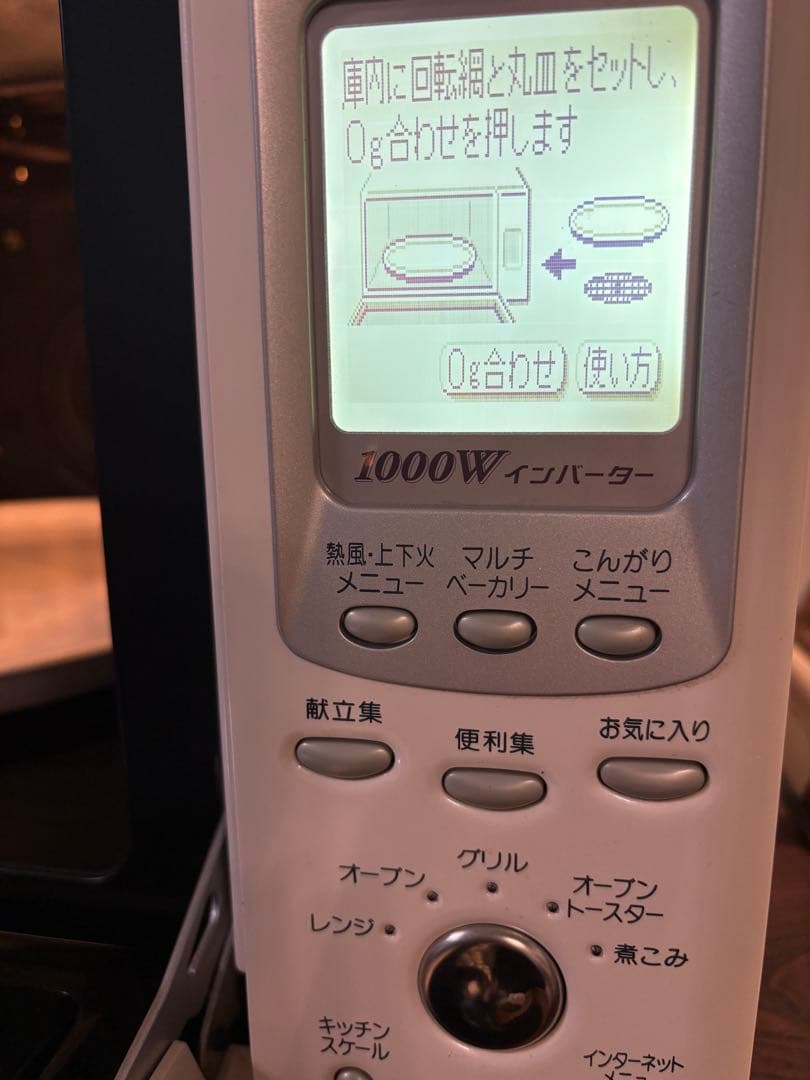 庫内に回転網と丸皿をセットし、
0g合わせを押します
0g合わせ 使い方
1000W インバーター
熱風・上下火
メニュー
マルチ
ベーカリー
こんがり
メニュー
献立集
便利集
お気に入り
グリル
オーブン
オーブン
トースター
レンジ
煮こみ
キッチン
スケール
インターネット